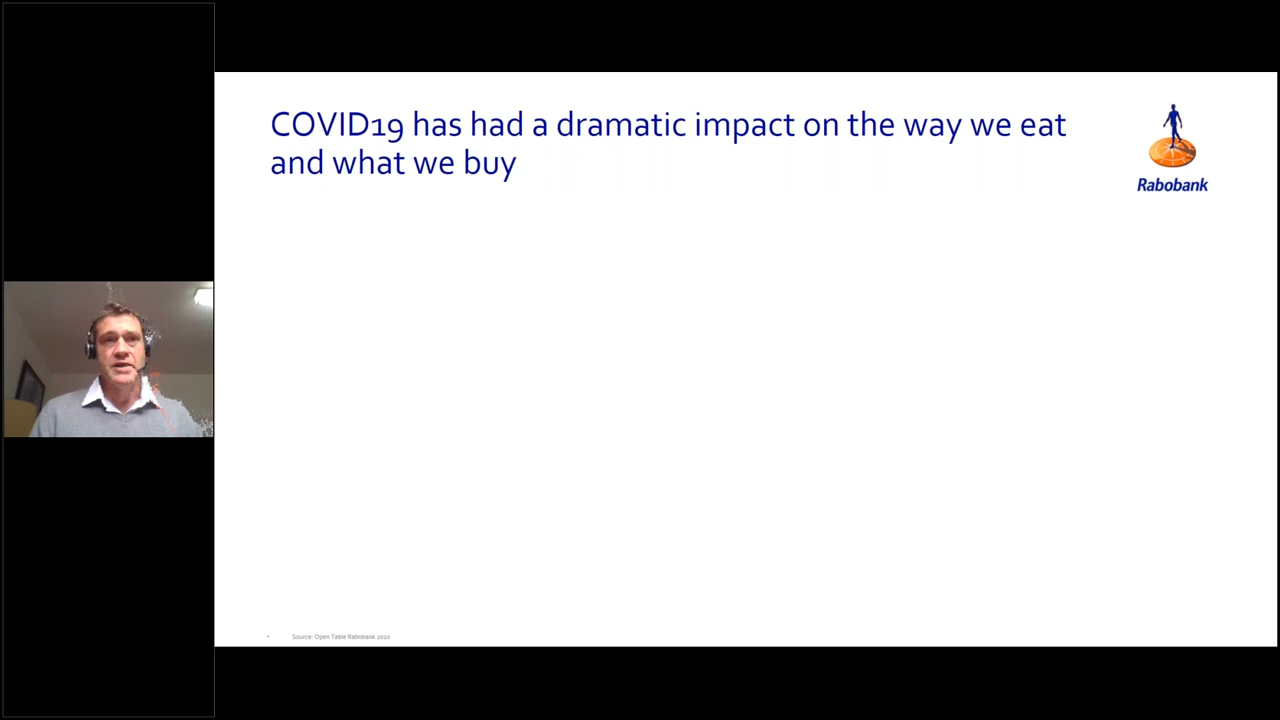 COVID19 has had a dramatic impact on the way we eat
and what we buy
Rabobank
* Source: Open Table Rabobank 2020